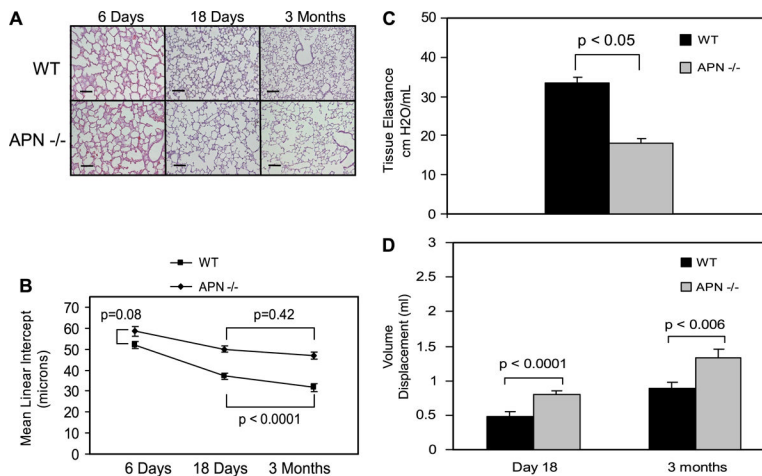 A
6 Days 18 Days 3 Months
WT
APN -/-
B
WT
APN -/-
Mean Linear Intercept
(microns)
70
60
50
40
30
20
10
0
p=0.08
p=0.42
p < 0.0001
6 Days 18 Days 3 Months
C
Tissue Elastance
cm H2O/mL
50
40
30
20
10
0
p < 0.05
WT
APN -/-
D
Volume
Displacement (ml)
3
2.5
2
1.5
1
0.5
0
WT
APN -/-
p < 0.0001
p < 0.006
Day 18 3 months